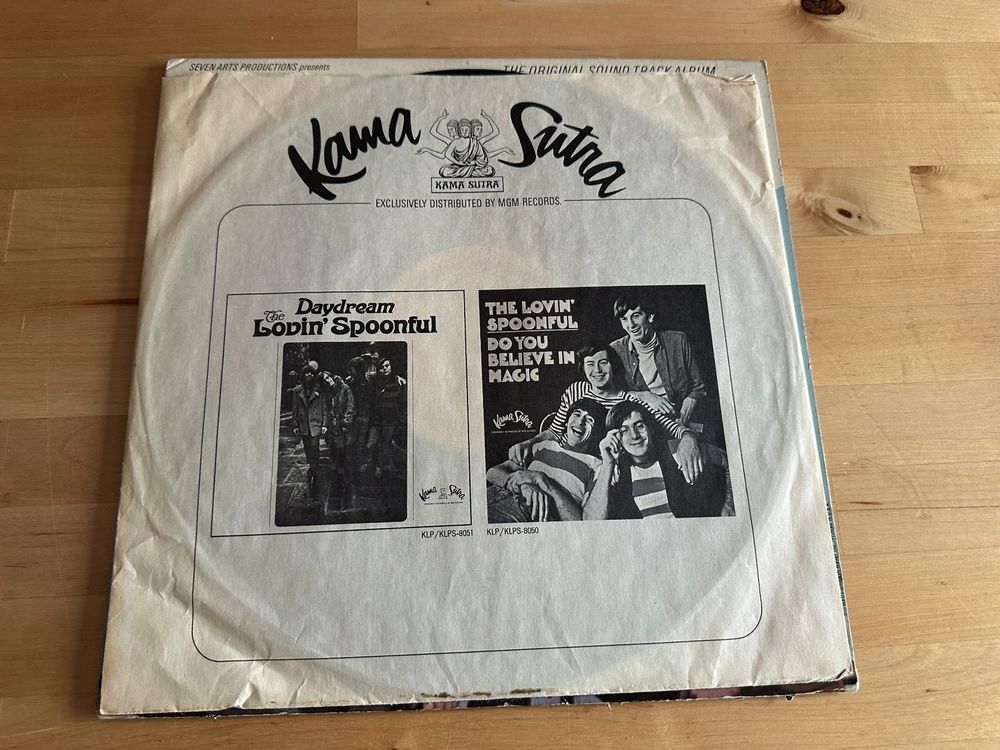 SEVEN ARTS PRODUCTIONS presents
THE ORIGINAL SOUND TRACK ALBUM
Kama Sutra
KAMA SUTRA
EXCLUSIVELY DISTRIBUTED BY MGM RECORDS.
Daydream
The
Lovin' Spoonful
Kama Sutra
KLP/KLPS-8051
THE LOVIN'
SPOONFUL
DO YOU
BELIEVE IN
MAGIC
Kama Sutra
KLP/KLPS-8050